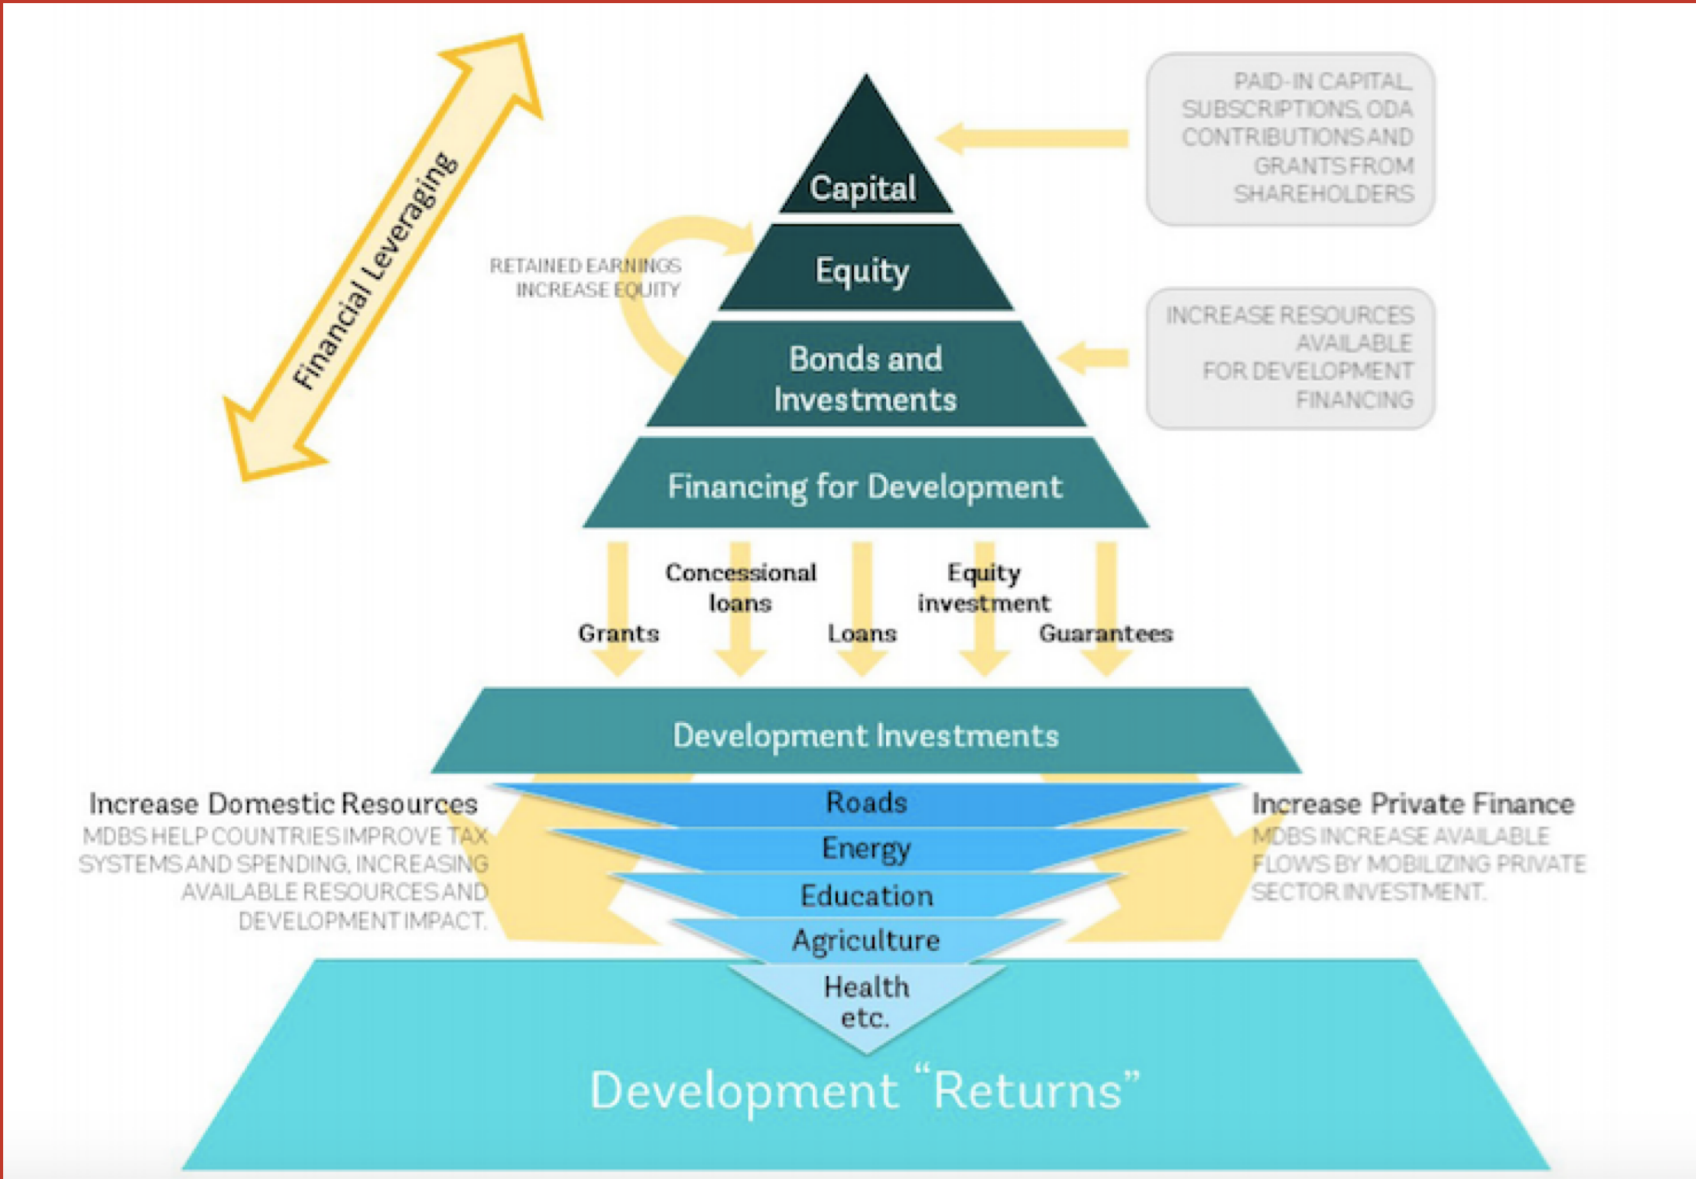 Financial Leveraging
PAID-IN CAPITAL,
SUBSCRIPTIONS, ODA
CONTRIBUTIONS AND
GRANTS FROM
SHAREHOLDERS
Capital
RETAINED EARNINGS
INCREASE EQUITY
Equity
INCREASE RESOURCES
AVAILABLE
FOR DEVELOPMENT
FINANCING
Bonds and
Investments
Financing for Development
Grants
Concessional
loans
Loans
Equity
investment
Guarantees
Development Investments
Increase Domestic Resources
MDBS HELP COUNTRIES IMPROVE TAX
SYSTEMS AND SPENDING, INCREASING
AVAILABLE RESOURCES AND
DEVELOPMENT IMPACT.
Roads
Energy
Education
Agriculture
Health
etc.
Increase Private Finance
MDBS INCREASE AVAILABLE
FLOWS BY MOBILIZING PRIVATE
SECTOR INVESTMENT.
Development “Returns”